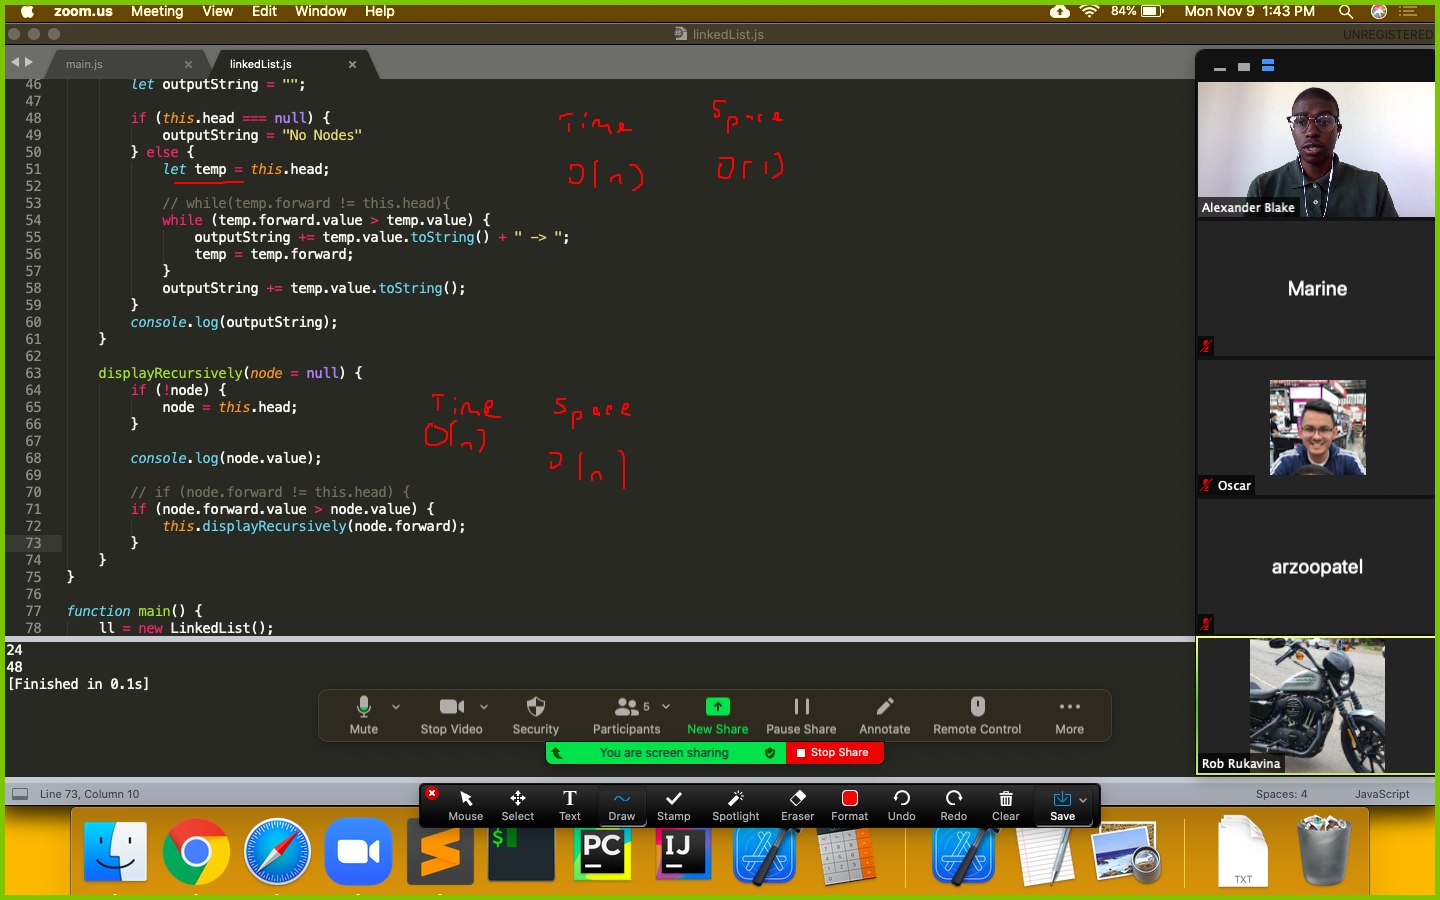 zoom.us Meeting View Edit Window Help
84% Mon Nov 9 1:43 PM
linkedList.js
UNREGISTERED
main.js
linkedList.js
46 let outputString = "";
47
48 if (this.head === null) {
49 outputString = "No Nodes"
50 } else {
51 let temp = this.head;
52
53 // while(temp.forward != this.head){
54 while (temp.forward.value > temp.value) {
55 outputString += temp.value.toString() + " -> ";
56 temp = temp.forward;
57 }
58 outputString += temp.value.toString();
59 }
60 console.log(outputString);
61 }
62
63 displayRecursively(node = null) {
64 if (!node) {
65 node = this.head;
66 }
67
68 console.log(node.value);
69
70 // if (node.forward != this.head) {
71 if (node.forward.value > node.value) {
72 this.displayRecursively(node.forward);
73 }
74 }
75 }
76
77 function main() {
78 ll = new LinkedList();
Time Space
O(n) O(1)
Time Space
O(n) O(n)
24
48
[Finished in 0.1s]
Alexander Blake
Marine
Oscar
arzoopatel
Rob Rukavina
5
Mute Stop Video Security Participants New Share Pause Share Annotate Remote Control More
You are screen sharing Stop Share
Line 73, Column 10
Spaces: 4 JavaScript
Mouse Select Text Draw Stamp Spotlight Eraser Format Undo Redo Clear Save
$
PC
IJ
TXT